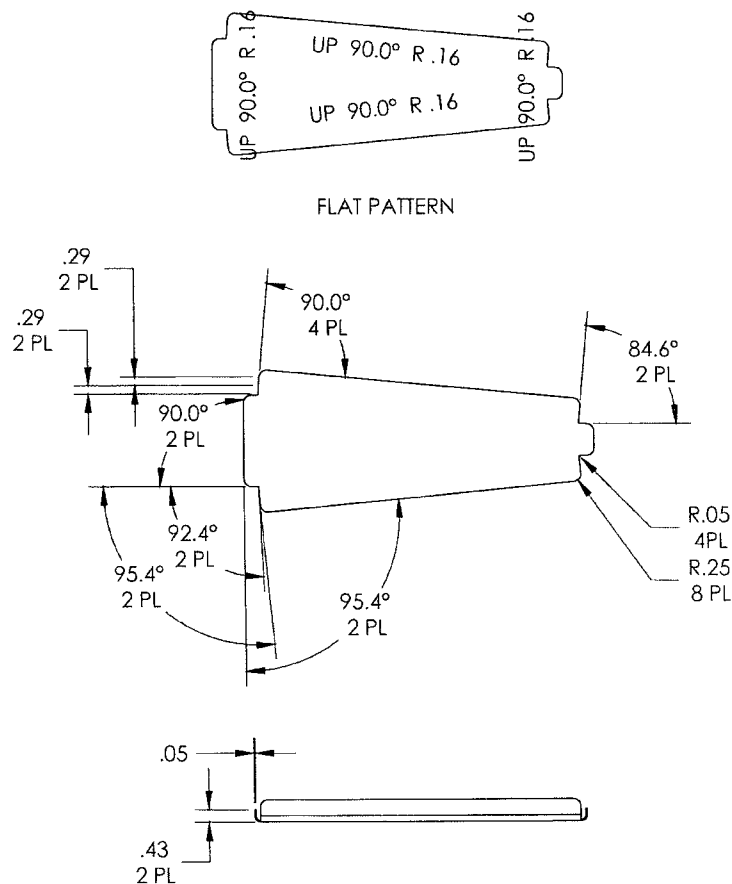 UP 90.0° R .16
UP 90.0° R .16
UP 90.0° R .16
UP 90.0° R .16
FLAT PATTERN
.29
2 PL
.29
2 PL
90.0°
4 PL
84.6°
2 PL
90.0°
2 PL
92.4°
2 PL
95.4°
2 PL
95.4°
2 PL
R.05
4PL
R.25
8 PL
.05
.43
2 PL